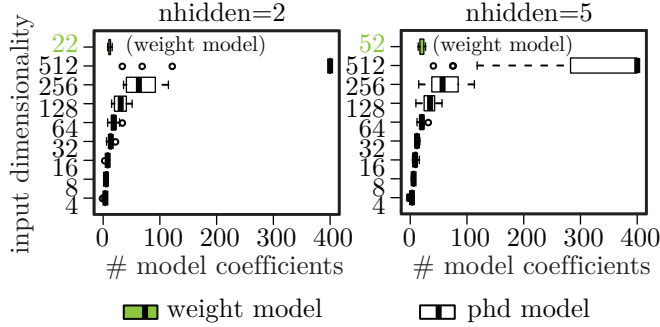 nhidden=2
nhidden=5
input dimensionality
22
(weight model)
512
256
128
64
32
16
8
4
0 100 200 300 400
# model coefficients
52
(weight model)
512
256
128
64
32
16
8
4
0 100 200 300 400
# model coefficients
weight model
phd model